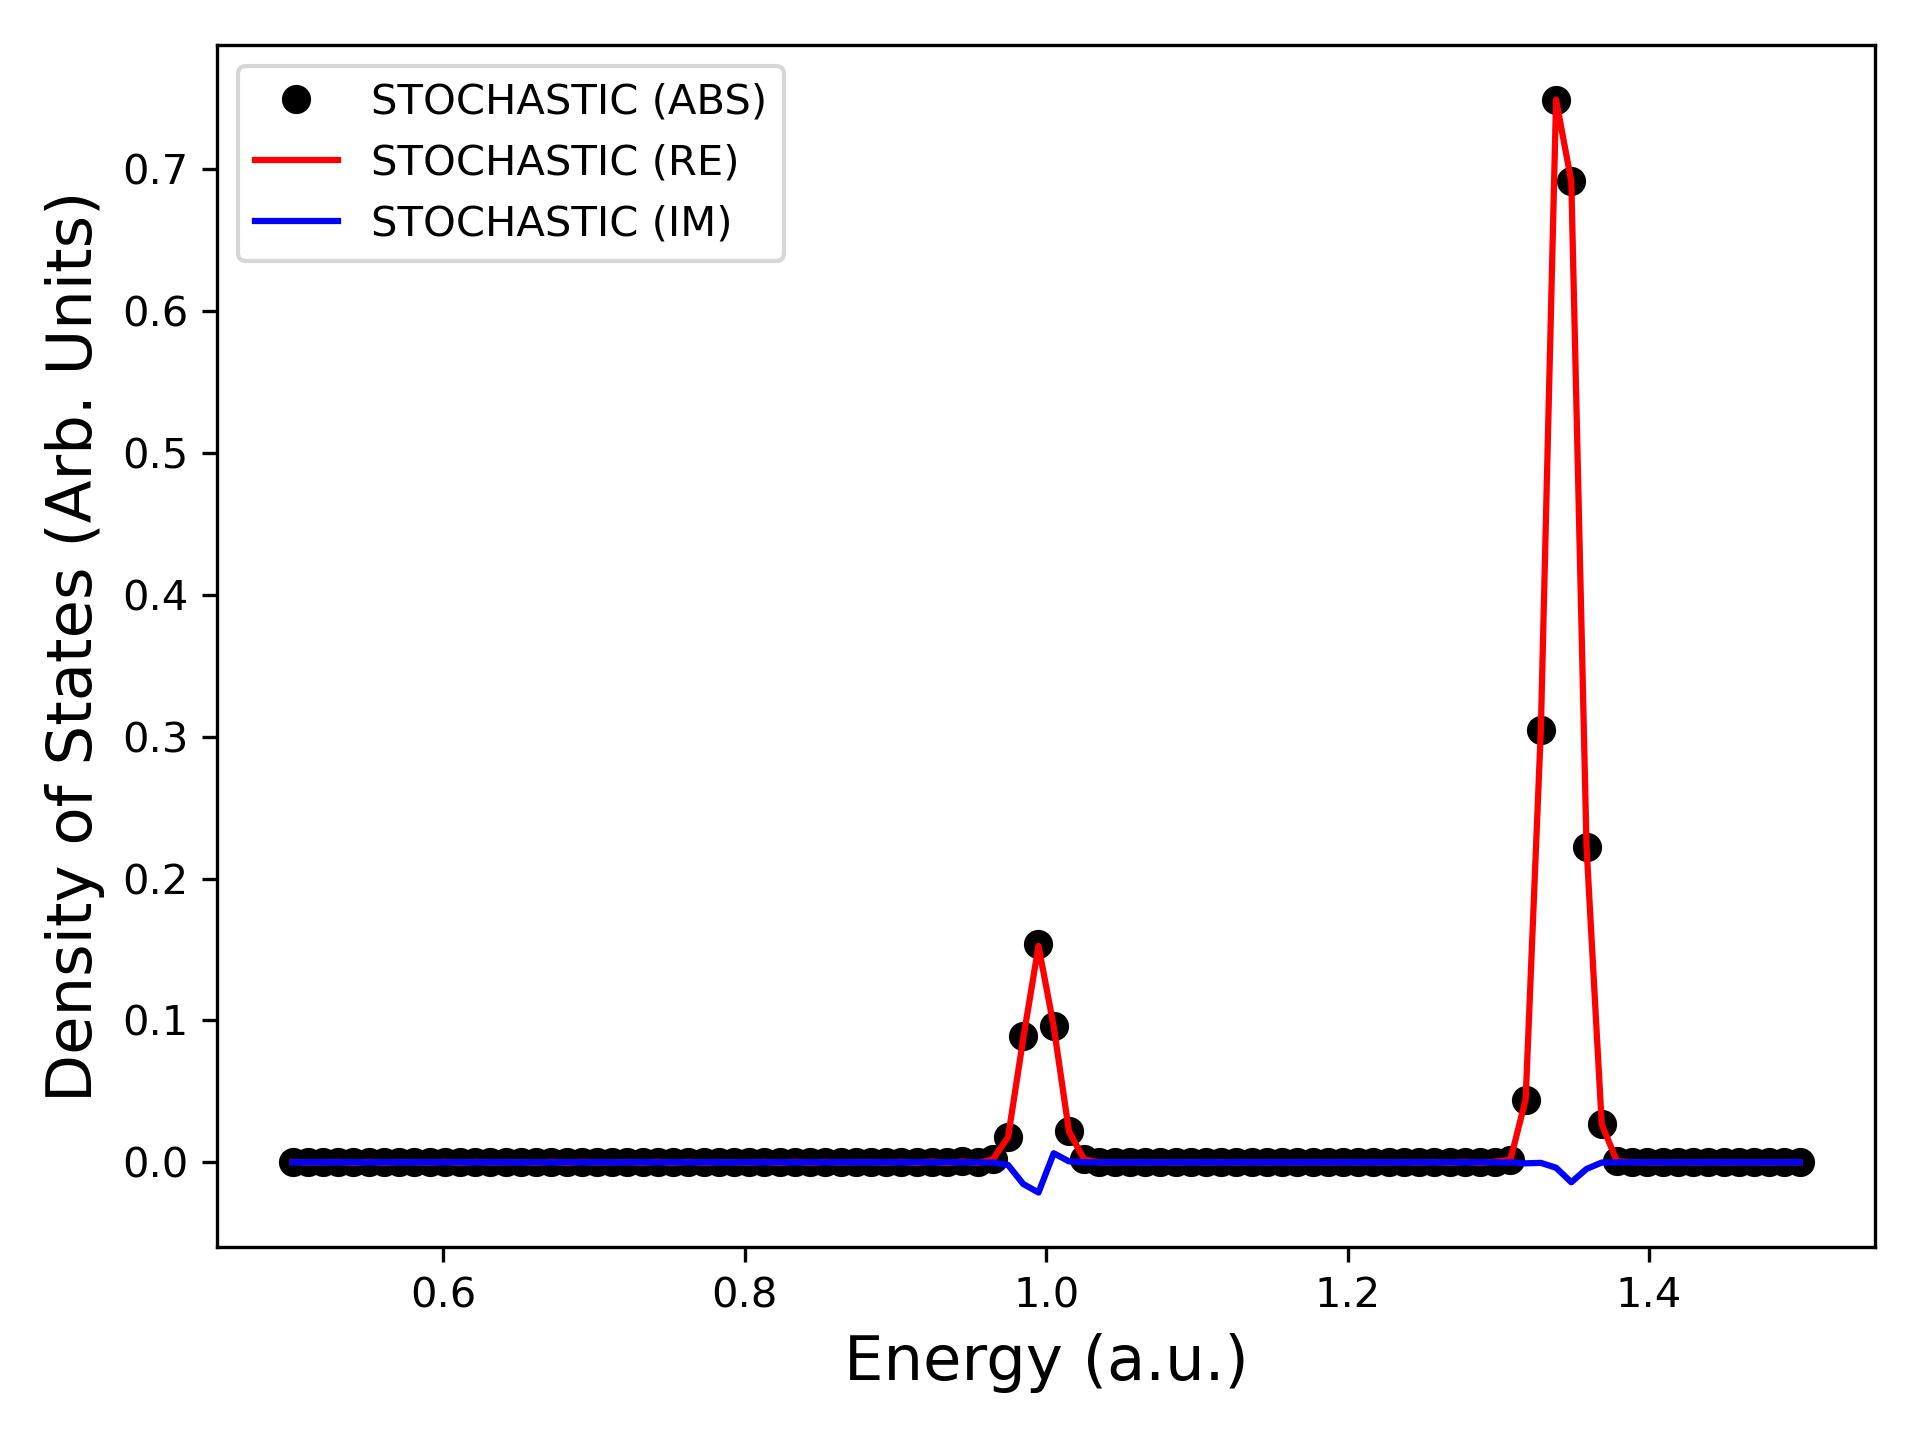 STOCHASTIC (ABS)
STOCHASTIC (RE)
STOCHASTIC (IM)
Density of States (Arb. Units)
0.7
0.6
0.5
0.4
0.3
0.2
0.1
0.0
0.6 0.8 1.0 1.2 1.4
Energy (a.u.)